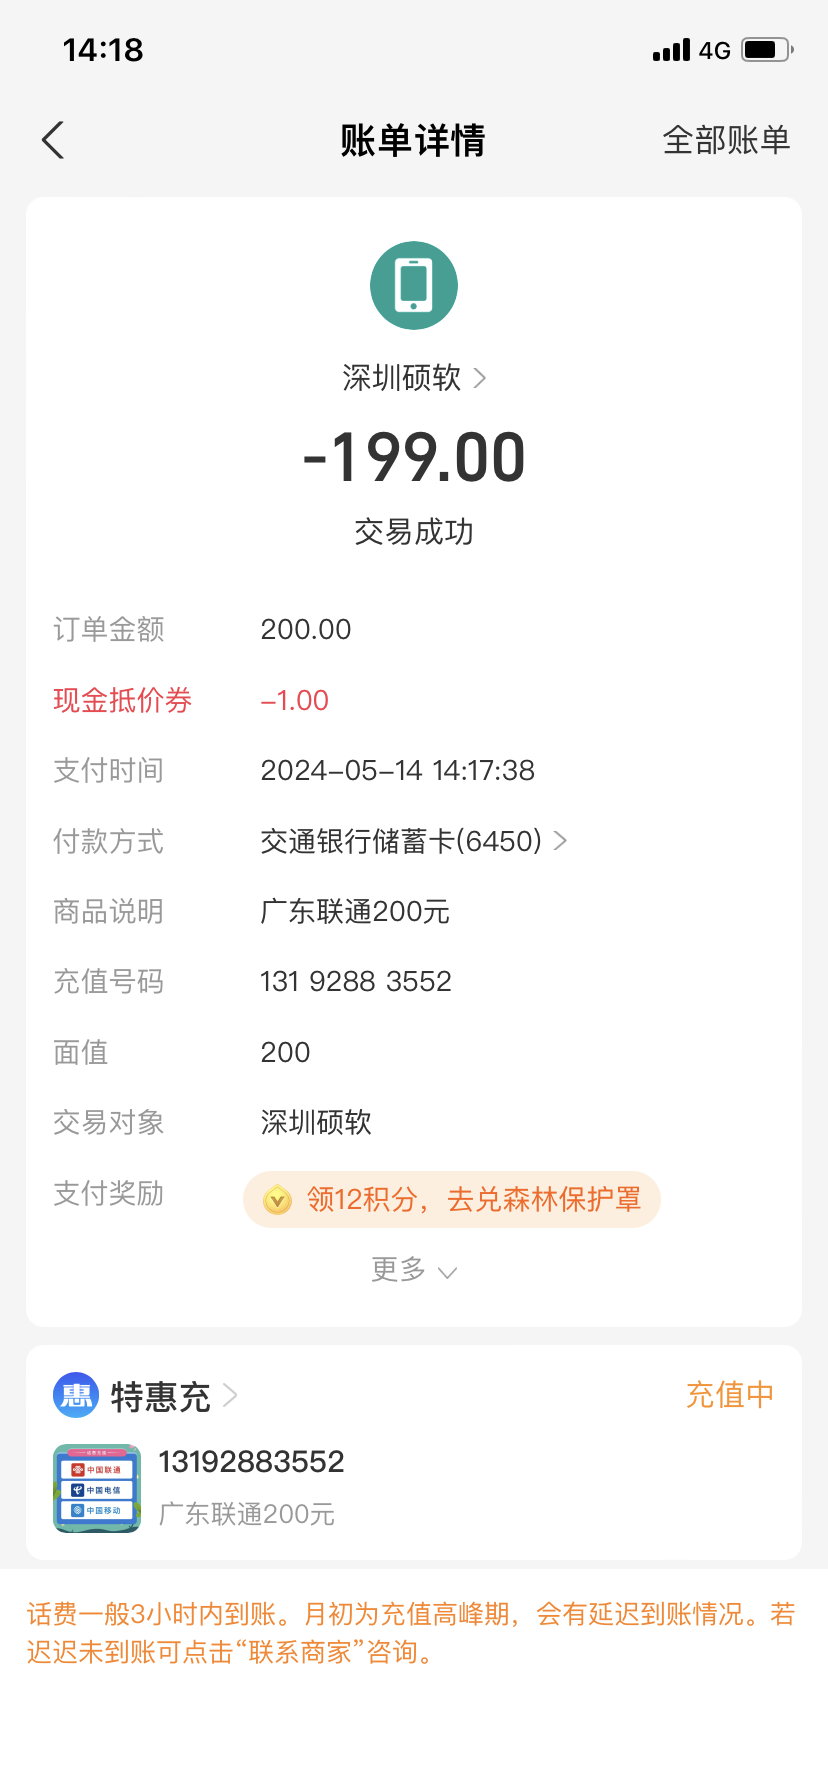 14:18
4G
账单详情
全部账单
深圳硕软
-199.00
交易成功
订单金额 200.00
现金抵价券 -1.00
支付时间 2024-05-14 14:17:38
付款方式 交通银行储蓄卡(6450)
商品说明 广东联通200元
充值号码 131 9288 3552
面值 200
交易对象 深圳硕软
支付奖励 领12积分，去兑森林保护罩
更多
惠 特惠充
充值中
中国联通
中国电信
中国移动
13192883552
广东联通200元
话费一般3小时内到账。月初为充值高峰期，会有延迟到账情况。若
迟迟未到账可点击“联系商家”咨询。